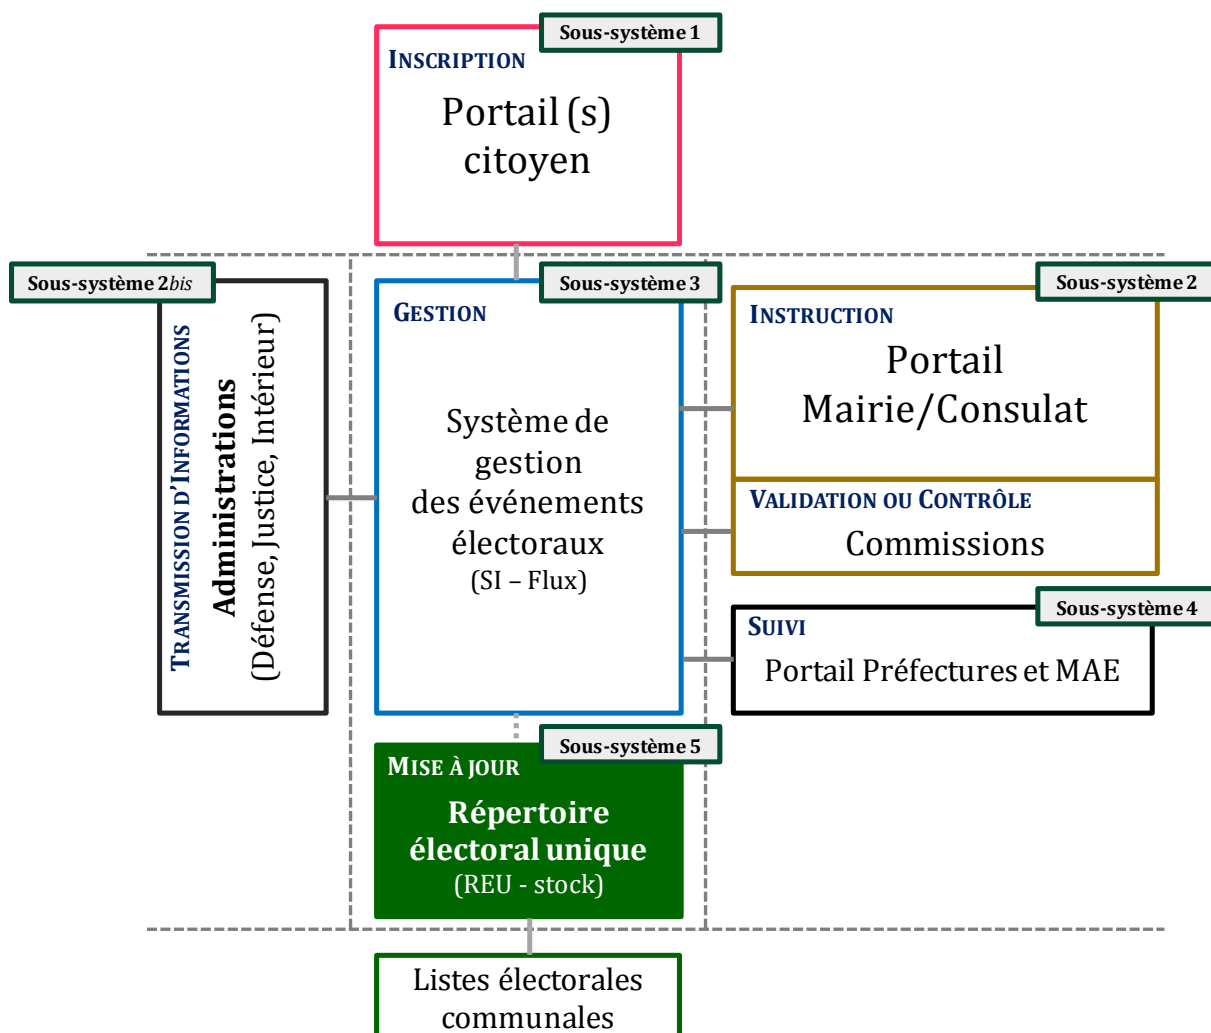 Sous-système 1
INSCRIPTION
Portail (s)
citoyen
Sous-système 2bis
TRANSMISSION D'INFORMATIONS
Administrations
(Défense, Justice, Intérieur)
Sous-système 3
GESTION
Système de
gestion
des événements
électoraux
(SI – Flux)
Sous-système 2
INSTRUCTION
Portail
Mairie/Consulat
VALIDATION OU CONTRÔLE
Commissions
Sous-système 4
SUIVI
Portail Préfectures et MAE
Sous-système 5
MISE À JOUR
Répertoire
électoral unique
(REU - stock)
Listes électorales
communales